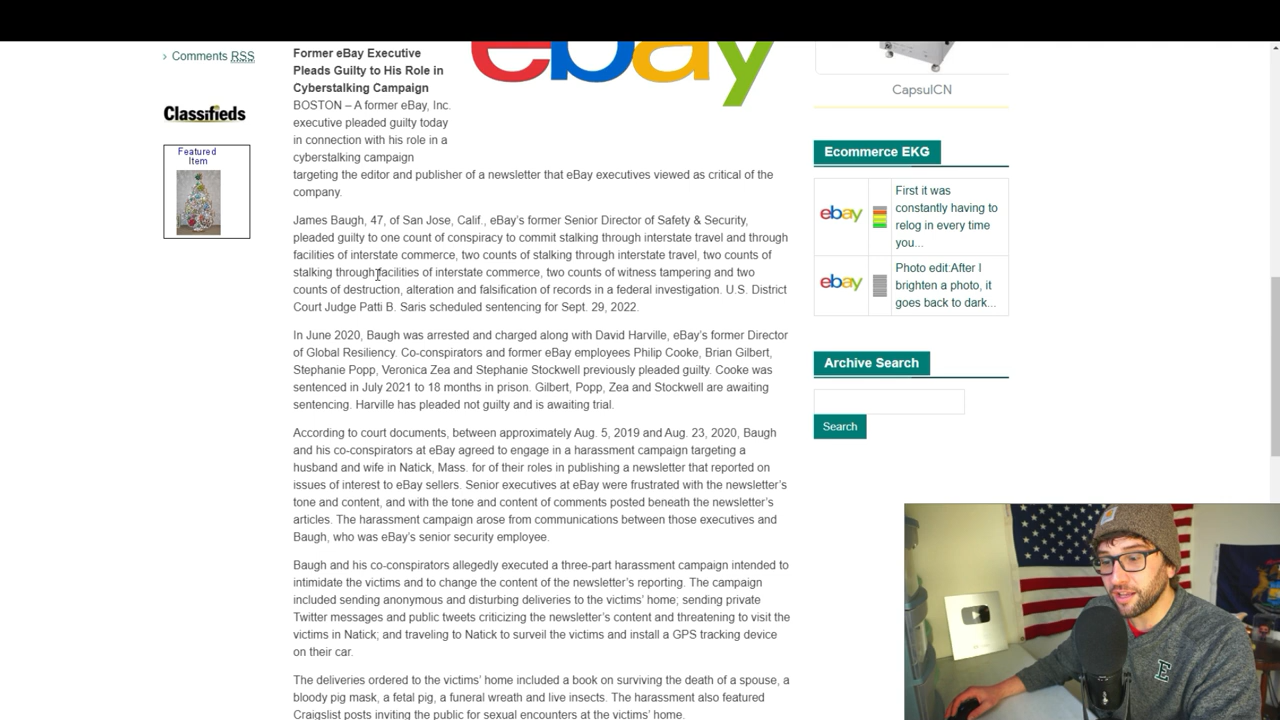 › Comments RSS
Classifieds
Featured
Item
Former eBay Executive
Pleads Guilty to His Role in
Cyberstalking Campaign
BOSTON – A former eBay, Inc.
executive pleaded guilty today
in connection with his role in a
cyberstalking campaign
targeting the editor and publisher of a newsletter that eBay executives viewed as critical of the
company.
James Baugh, 47, of San Jose, Calif., eBay's former Senior Director of Safety & Security,
pleaded guilty to one count of conspiracy to commit stalking through interstate travel and through
facilities of interstate commerce, two counts of stalking through interstate travel, two counts of
stalking through facilities of interstate commerce, two counts of witness tampering and two
counts of destruction, alteration and falsification of records in a federal investigation. U.S. District
Court Judge Patti B. Saris scheduled sentencing for Sept. 29, 2022.
In June 2020, Baugh was arrested and charged along with David Harville, eBay's former Director
of Global Resiliency. Co-conspirators and former eBay employees Philip Cooke, Brian Gilbert,
Stephanie Popp, Veronica Zea and Stephanie Stockwell previously pleaded guilty. Cooke was
sentenced in July 2021 to 18 months in prison. Gilbert, Popp, Zea and Stockwell are awaiting
sentencing. Harville has pleaded not guilty and is awaiting trial.
According to court documents, between approximately Aug. 5, 2019 and Aug. 23, 2020, Baugh
and his co-conspirators at eBay agreed to engage in a harassment campaign targeting a
husband and wife in Natick, Mass. for of their roles in publishing a newsletter that reported on
issues of interest to eBay sellers. Senior executives at eBay were frustrated with the newsletter's
tone and content, and with the tone and content of comments posted beneath the newsletter's
articles. The harassment campaign arose from communications between those executives and
Baugh, who was eBay's senior security employee.
Baugh and his co-conspirators allegedly executed a three-part harassment campaign intended to
intimidate the victims and to change the content of the newsletter's reporting. The campaign
included sending anonymous and disturbing deliveries to the victims' home; sending private
Twitter messages and public tweets criticizing the newsletter's content and threatening to visit the
victims in Natick; and traveling to Natick to surveil the victims and install a GPS tracking device
on their car.
The deliveries ordered to the victims' home included a book on surviving the death of a spouse, a
bloody pig mask, a fetal pig, a funeral wreath and live insects. The harassment also featured
Craigslist posts inviting the public for sexual encounters at the victims' home.
ebay
CapsulCN
Ecommerce EKG
ebay
First it was
constantly having to
relog in every time
you...
ebay
Photo edit:After I
brighten a photo, it
goes back to dark...
Archive Search
Search
E